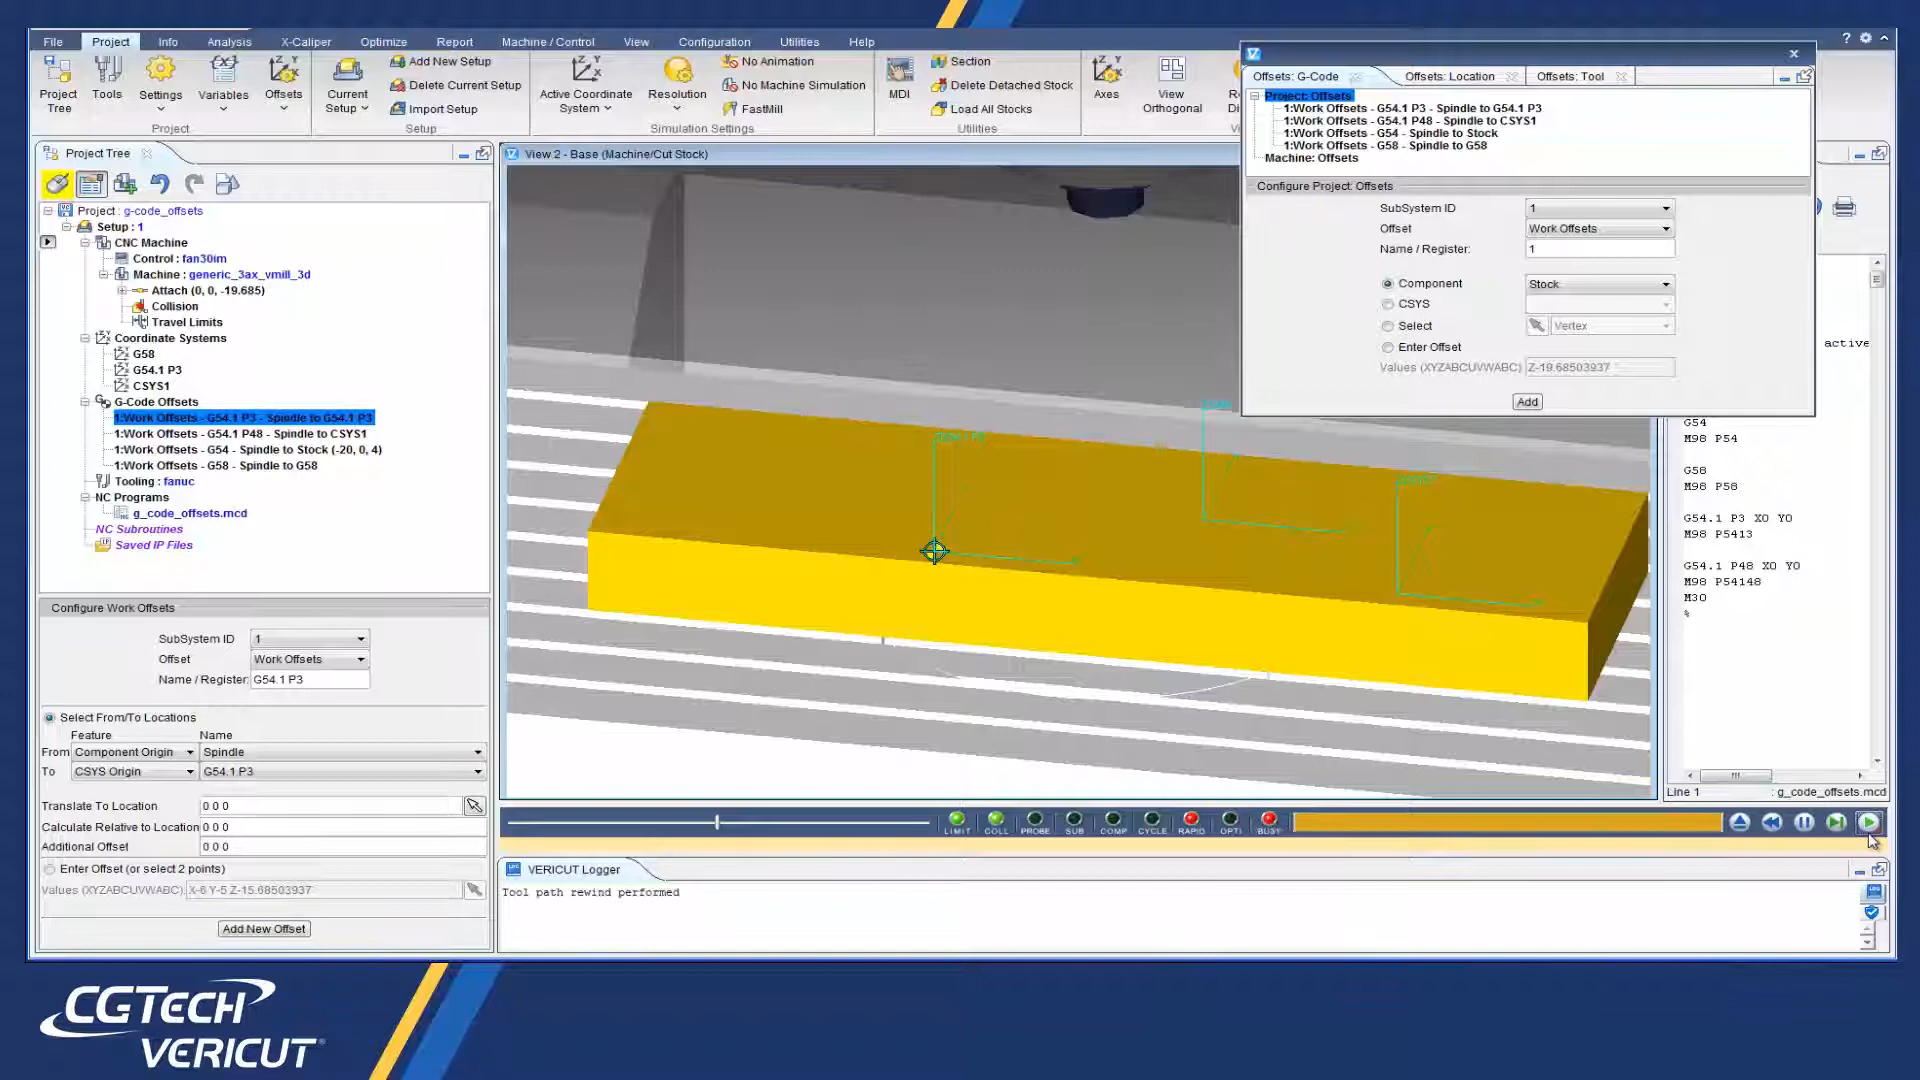 File Project Info Analysis X-Caliper Optimize Report Machine / Control View Configuration Utilities Help
Project Tree
Tools
Settings
Variables
Offsets
Project
Current Setup
Add New Setup
Delete Current Setup
Import Setup
Setup
Active Coordinate System
Resolution
No Animation
No Machine Simulation
FastMill
Simulation Settings
MDI
Section
Delete Detached Stock
Load All Stocks
Utilities
Axes
View Orthogonal
Project Tree
Project : g-code_offsets
Setup : 1
CNC Machine
Control : fan30im
Machine : generic_3ax_vmill_3d
Attach (0, 0, -19.685)
Collision
Travel Limits
Coordinate Systems
G58
G54.1 P3
CSYS1
G-Code Offsets
1:Work Offsets - G54.1 P3 - Spindle to G54.1 P3
1:Work Offsets - G54.1 P48 - Spindle to CSYS1
1:Work Offsets - G54 - Spindle to Stock (-20, 0, 4)
1:Work Offsets - G58 - Spindle to G58
Tooling : fanuc
NC Programs
g_code_offsets.mcd
NC Subroutines
Saved IP Files
Configure Work Offsets
SubSystem ID 1
Offset Work Offsets
Name / Register: G54.1 P3
Select From/To Locations
Feature Name
From Component Origin Spindle
To CSYS Origin G54.1 P3
Translate To Location 0 0 0
Calculate Relative to Location 0 0 0
Additional Offset 0 0 0
Enter Offset (or select 2 points)
Values (XYZABCUVWABC): X-6 Y-5 Z-15.68503937
Add New Offset
View 2 - Base (Machine/Cut Stock)
LIMIT COLL PROBE SUB COMP CYCLE RAPID OPTI BUSY
VERICUT Logger
Tool path rewind performed
Offsets: G-Code Offsets: Location Offsets: Tool
Project: Offsets
1:Work Offsets - G54.1 P3 - Spindle to G54.1 P3
1:Work Offsets - G54.1 P48 - Spindle to CSYS1
1:Work Offsets - G54 - Spindle to Stock
1:Work Offsets - G58 - Spindle to G58
Machine: Offsets
Configure Project: Offsets
SubSystem ID 1
Offset Work Offsets
Name / Register: 1
Component Stock
CSYS
Select Vertex
Enter Offset
Values (XYZABCUVWABC) Z-19.68503937
Add
active
G54
M98 P54
G58
M98 P58
G54.1 P3 X0 Y0
M98 P5413
G54.1 P48 X0 Y0
M98 P54148
M30
%
Line 1 : g_code_offsets.mcd
CGTECH
VERICUT